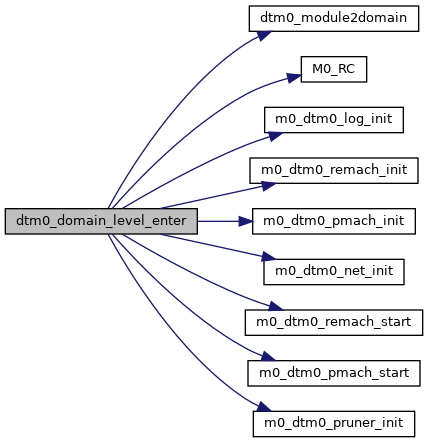 dtm0_module2domain
M0_RC
m0_dtm0_log_init
m0_dtm0_remach_init
dtm0_domain_level_enter
m0_dtm0_pmach_init
m0_dtm0_net_init
m0_dtm0_remach_start
m0_dtm0_pmach_start
m0_dtm0_pruner_init